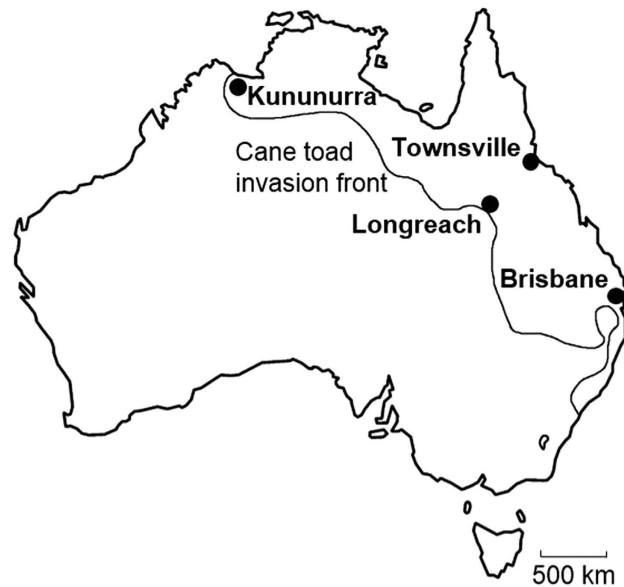 Kununurra
Cane toad
invasion front
Townsville
Longreach
Brisbane
500 km